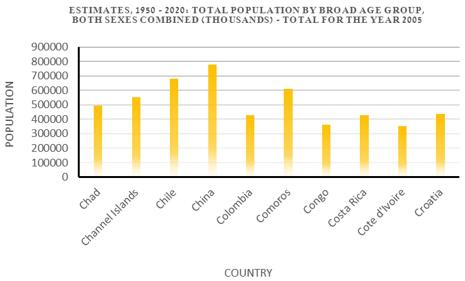 ESTIMATES, 1950 - 2020: TOTAL POPULATION BY BROAD AGE GROUP,
BOTH SEXES COMBINED (THOUSANDS) - TOTAL FOR THE YEAR 2005
POPULATION
900000
800000
700000
600000
500000
400000
300000
200000
100000
0
Chad
Channel Islands
Chile
China
Colombia
Comoros
Congo
Costa Rica
Cote d'Ivoire
Croatia
COUNTRY